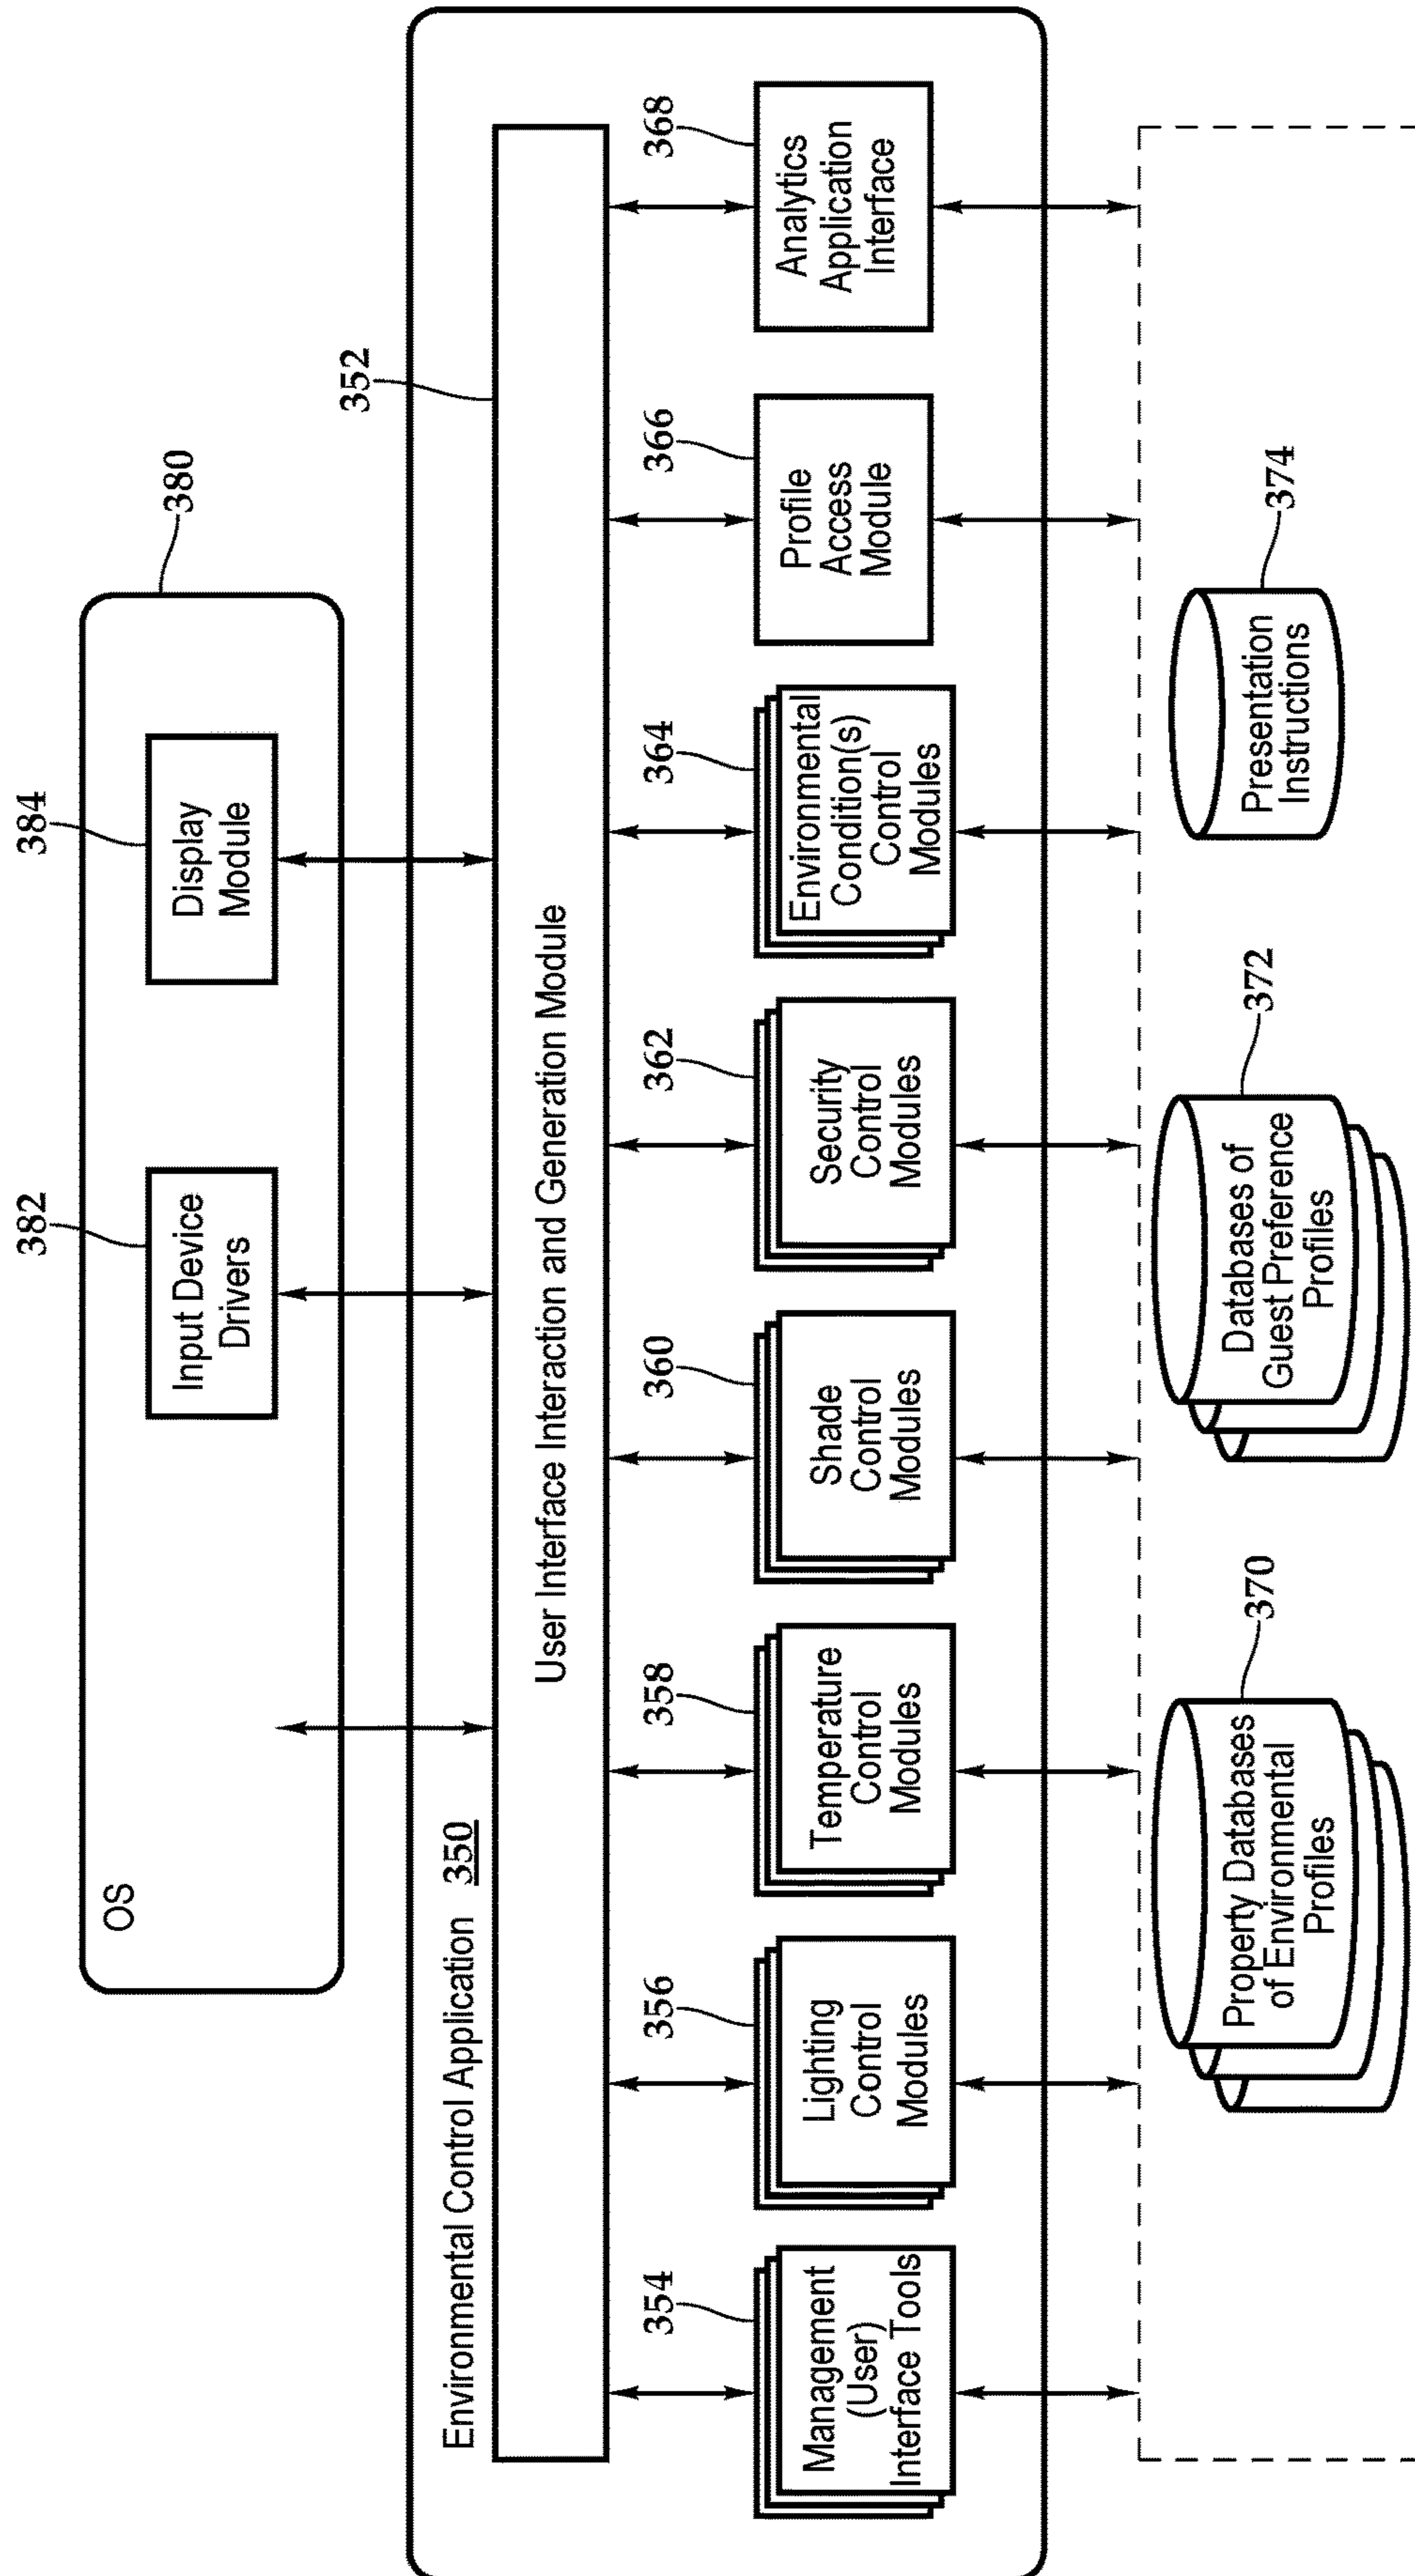 OS
380
Input Device
Drivers
382
Display
Module
384
Environmental Control Application 350
352
User Interface Interaction and Generation Module
354
Management
(User)
Interface Tools
356
Lighting
Control
Modules
358
Temperature
Control
Modules
360
Shade
Control
Modules
362
Security
Control
Modules
364
Environmental
Condition(s)
Control
Modules
366
Profile
Access
Module
368
Analytics
Application
Interface
370
Property Databases
of Environmental
Profiles
372
Databases of
Guest Preference
Profiles
374
Presentation
Instructions